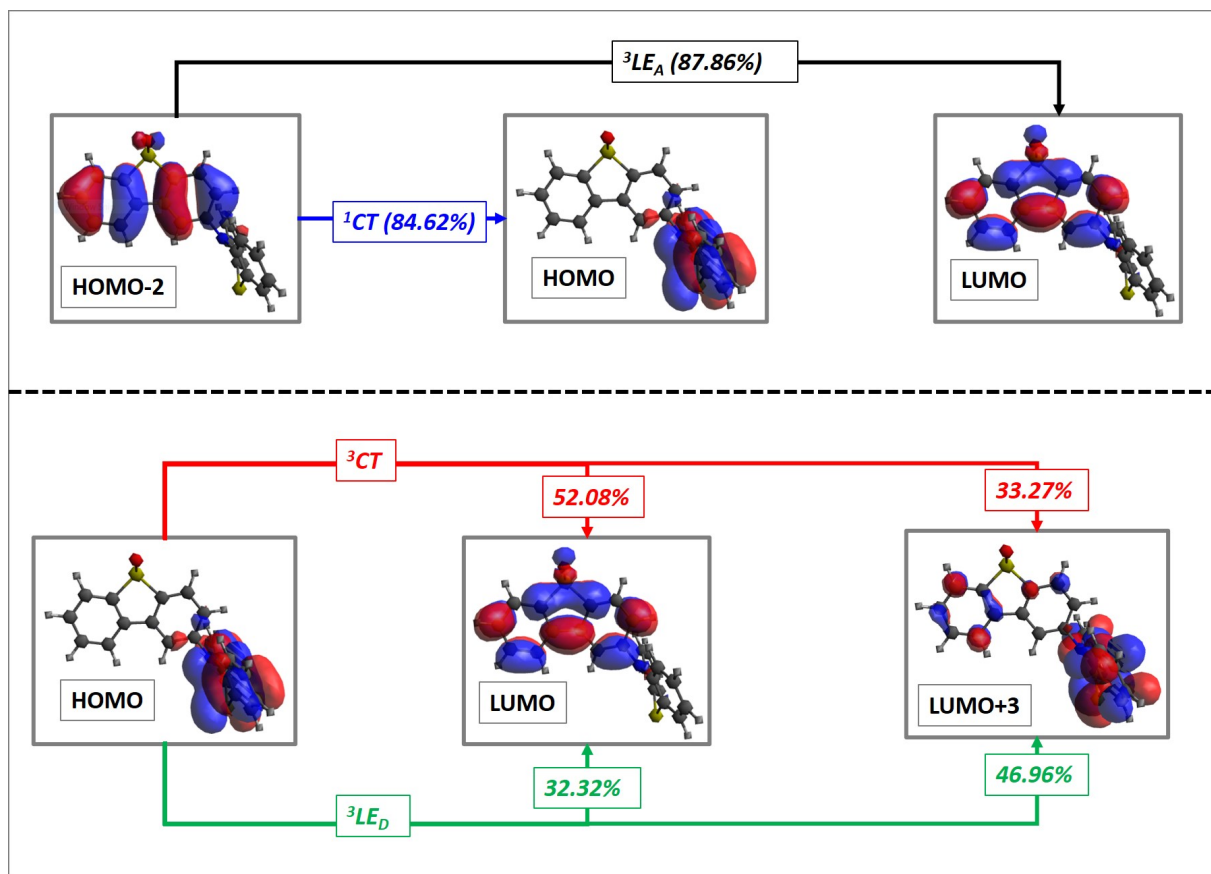 ³LE_A (87.86%)
¹CT (84.62%)
HOMO-2
HOMO
LUMO
³CT
52.08%
33.27%
HOMO
LUMO
LUMO+3
32.32%
46.96%
³LE_D